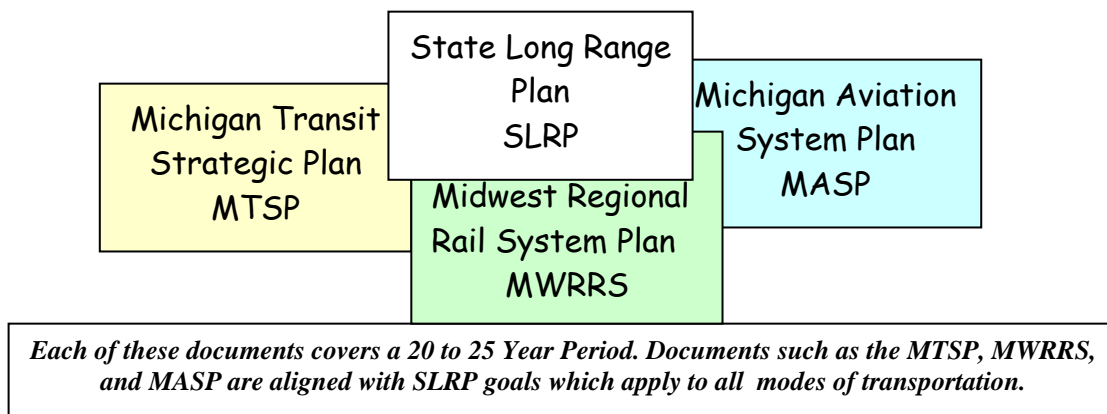 State Long Range
Plan
SLRP
Michigan Transit
Strategic Plan
MTSP
Michigan Aviation
System Plan
MASP
Midwest Regional
Rail System Plan
MWRRS
Each of these documents covers a 20 to 25 Year Period. Documents such as the MTSP, MWRRS,
and MASP are aligned with SLRP goals which apply to all modes of transportation.